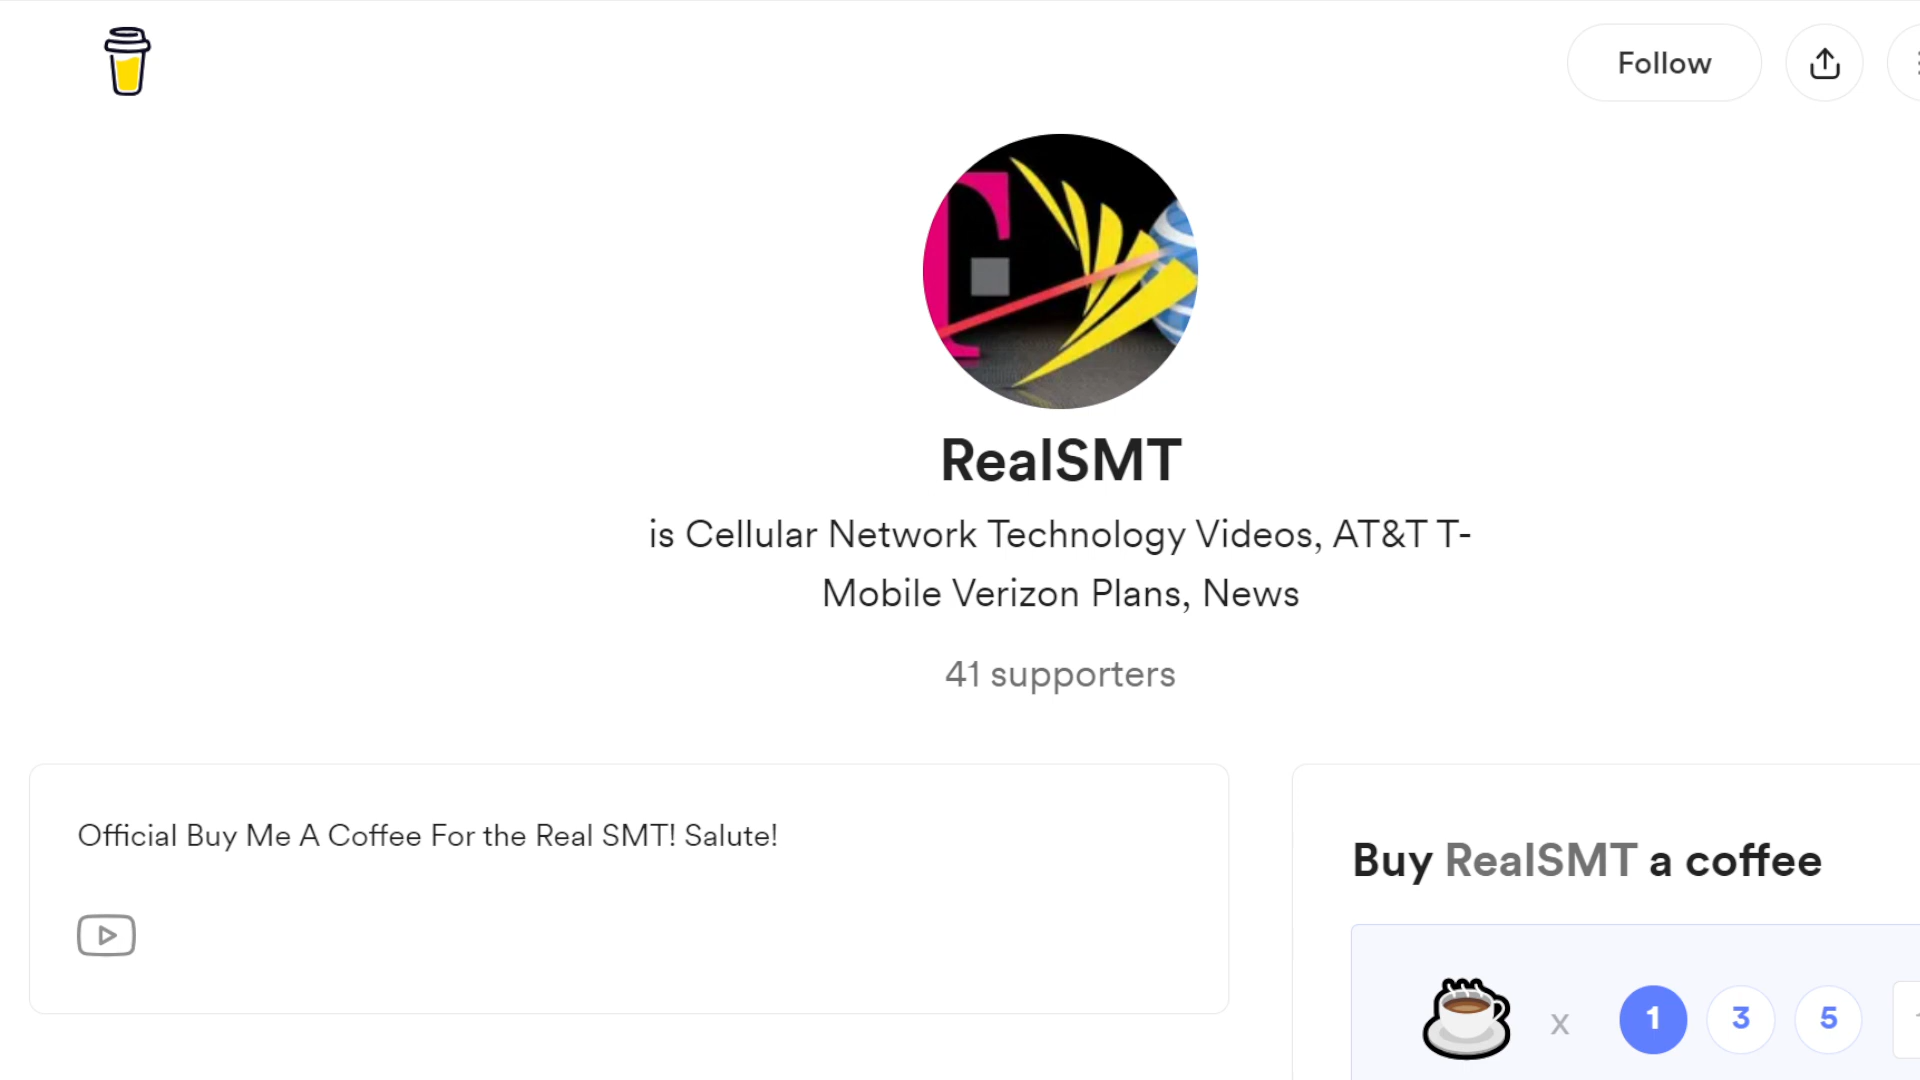 Follow
RealSMT
is Cellular Network Technology Videos, AT&T T-
Mobile Verizon Plans, News
41 supporters
Official Buy Me A Coffee For the Real SMT! Salute!
Buy RealSMT a coffee
x 1 3 5